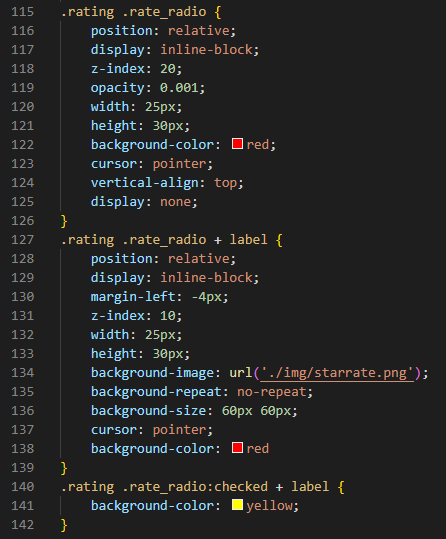 115 .rating .rate_radio {
116     position: relative;
117     display: inline-block;
118     z-index: 20;
119     opacity: 0.001;
120     width: 25px;
121     height: 30px;
122     background-color: red;
123     cursor: pointer;
124     vertical-align: top;
125     display: none;
126 }
127 .rating .rate_radio + label {
128     position: relative;
129     display: inline-block;
130     margin-left: -4px;
131     z-index: 10;
132     width: 25px;
133     height: 30px;
134     background-image: url('./img/starrate.png');
135     background-repeat: no-repeat;
136     background-size: 60px 60px;
137     cursor: pointer;
138     background-color: red
139 }
140 .rating .rate_radio:checked + label {
141     background-color: yellow;
142 }